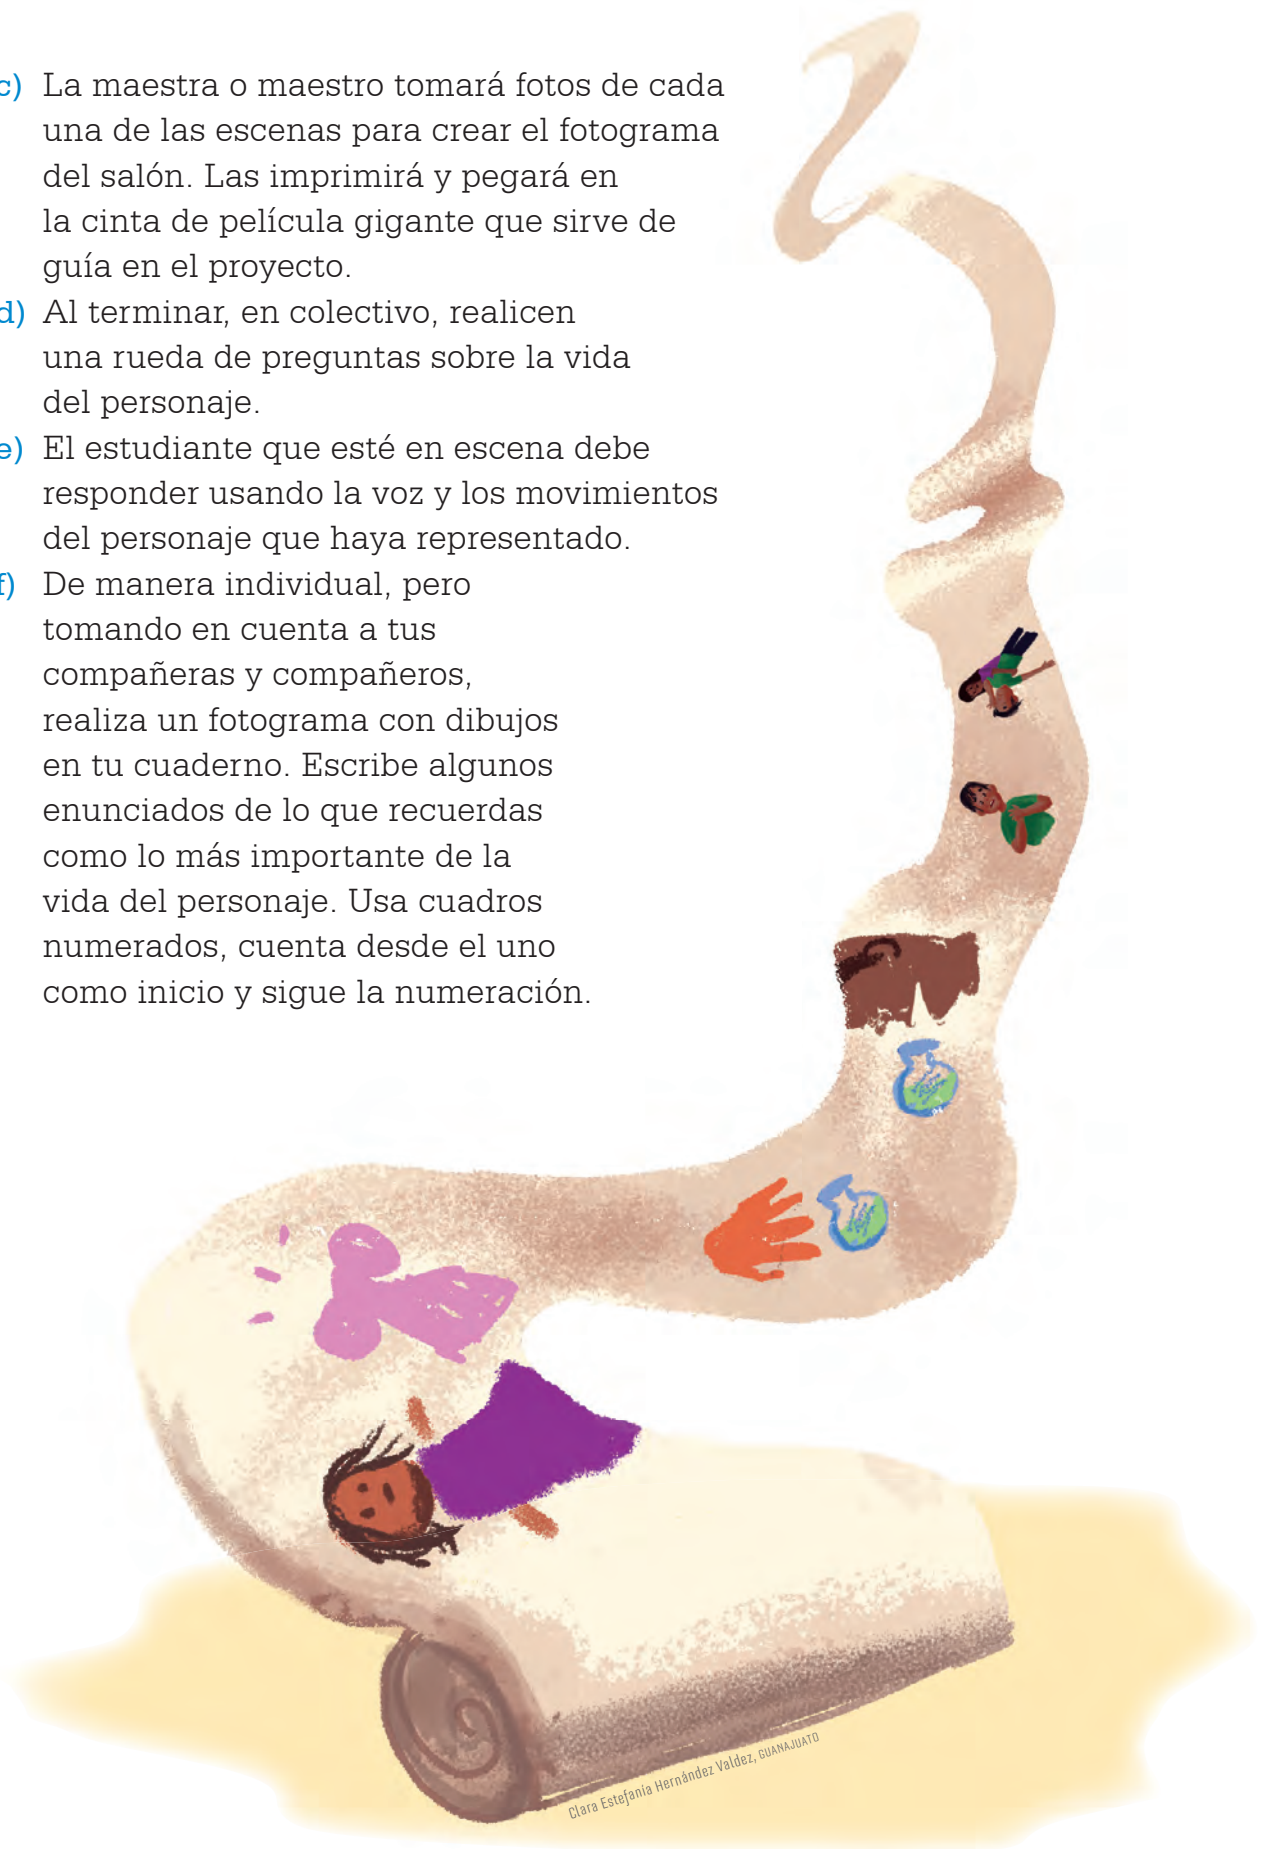 c) La maestra o maestro tomará fotos de cada
una de las escenas para crear el fotograma
del salón. Las imprimirá y pegará en
la cinta de película gigante que sirve de
guía en el proyecto.
d) Al terminar, en colectivo, realicen
una rueda de preguntas sobre la vida
del personaje.
e) El estudiante que esté en escena debe
responder usando la voz y los movimientos
del personaje que haya representado.
f) De manera individual, pero
tomando en cuenta a tus
compañeras y compañeros,
realiza un fotograma con dibujos
en tu cuaderno. Escribe algunos
enunciados de lo que recuerdas
como lo más importante de la
vida del personaje. Usa cuadros
numerados, cuenta desde el uno
como inicio y sigue la numeración.
Clara Estefanía Hernández Valdez, GUANAJUATO